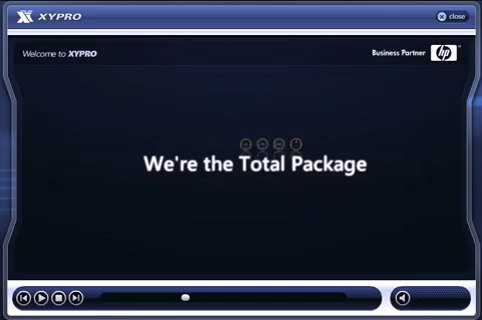 XYPRO
close
Welcome to XYPRO
Business Partner
hp
We're the Total Package